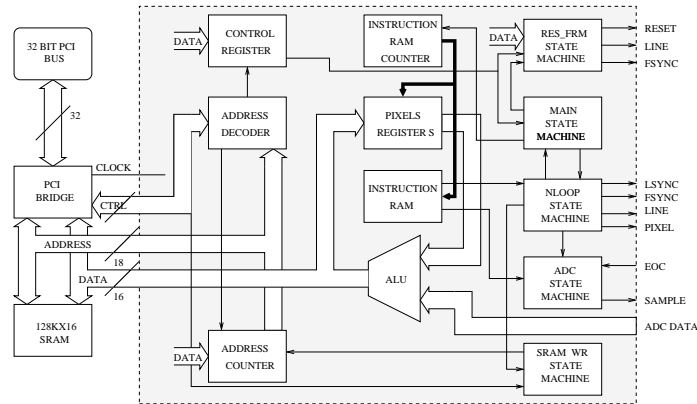 32 BIT PCI
BUS
32
PCI
BRIDGE
CLOCK
CTRL
16
ADDRESS
18
DATA
16
128KX16
SRAM
DATA
CONTROL
REGISTER
ADDRESS
DECODER
DATA
ADDRESS
COUNTER
INSTRUCTION
RAM
COUNTER
PIXELS
REGISTER S
INSTRUCTION
RAM
ALU
DATA
RES_FRM
STATE
MACHINE
MAIN
STATE
MACHINE
NLOOP
STATE
MACHINE
ADC
STATE
MACHINE
SRAM_WR
STATE
MACHINE
RESET
LINE
FSYNC
LSYNC
FSYNC
LINE
PIXEL
EOC
SAMPLE
ADC DATA